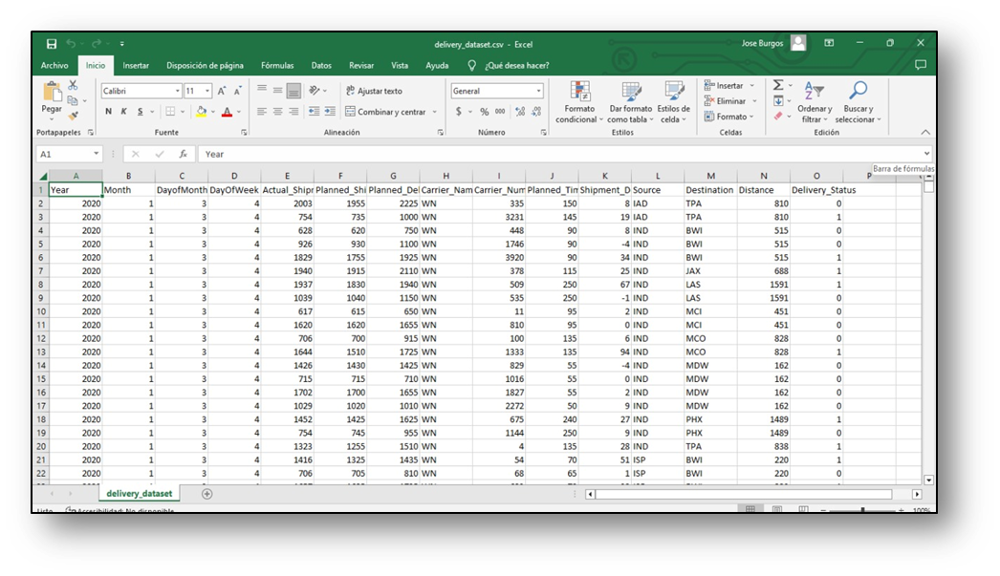 delivery_dataset.csv - Excel
Jose Burgos
Archivo Inicio Insertar Disposición de página Fórmulas Datos Revisar Vista Ayuda ¿Qué desea hacer?
Pegar Calibri 11 A A Ajustar texto General Formato condicional Dar formato como tabla Estilos de celda Insertar Ordenar y filtrar Buscar y seleccionar
N K S A Combinar y centrar $ % 000 Eliminar
Formato
Portapapeles Fuente Alineación Número Estilos Celdas Edición
A1 fx Year
Barra de fórmulas
A B C D E F G H I J K L M N O P
1 Year Month DayofMonth DayOfWeek Actual_Shipr Planned_Shi Planned_De Carrier_Nam Carrier_Num Planned_Tim Shipment_D Source Destination Distance Delivery_Status
2 2020 1 3 4 2003 1955 2225 WN 335 150 8 IAD TPA 810 0
3 2020 1 3 4 754 735 1000 WN 3231 145 19 IAD TPA 810 1
4 2020 1 3 4 628 620 750 WN 448 90 8 IND BWI 515 0
5 2020 1 3 4 926 930 1100 WN 1746 90 -4 IND BWI 515 0
6 2020 1 3 4 1829 1755 1925 WN 3920 90 34 IND BWI 515 1
7 2020 1 3 4 1940 1915 2110 WN 378 115 25 IND JAX 688 1
8 2020 1 3 4 1937 1830 1940 WN 509 250 67 IND LAS 1591 1
9 2020 1 3 4 1039 1040 1150 WN 535 250 -1 IND LAS 1591 0
10 2020 1 3 4 617 615 650 WN 11 95 2 IND MCI 451 0
11 2020 1 3 4 1620 1620 1655 WN 810 95 0 IND MCI 451 0
12 2020 1 3 4 706 700 915 WN 100 135 6 IND MCO 828 0
13 2020 1 3 4 1644 1510 1725 WN 1333 135 94 IND MCO 828 1
14 2020 1 3 4 1426 1430 1425 WN 829 55 -4 IND MDW 162 0
15 2020 1 3 4 715 715 710 WN 1016 55 0 IND MDW 162 0
16 2020 1 3 4 1702 1700 1655 WN 1827 55 2 IND MDW 162 0
17 2020 1 3 4 1029 1020 1010 WN 2272 50 9 IND MDW 162 0
18 2020 1 3 4 1452 1425 1625 WN 675 240 27 IND PHX 1489 1
19 2020 1 3 4 754 745 955 WN 1144 250 9 IND PHX 1489 0
20 2020 1 3 4 1323 1255 1510 WN 4 135 28 IND TPA 838 1
21 2020 1 3 4 1416 1325 1435 WN 54 70 51 ISP BWI 220 1
22 2020 1 3 4 706 705 810 WN 68 65 1 ISP BWI 220 0
delivery_dataset
Listo Accesibilidad: No disponible 100%